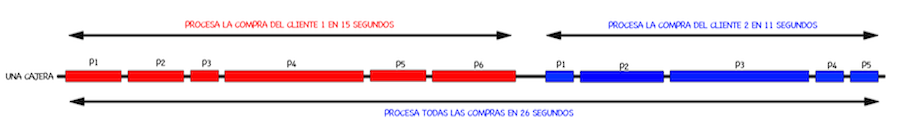 PROCESA LA COMPRA DEL CLIENTE 1 EN 15 SEGUNDOS
PROCESA LA COMPRA DEL CLIENTE 2 EN 11 SEGUNDOS
P1 P2 P3 P4 P5 P6 P1 P2 P3 P4 P5
UNA CAJERA
PROCESA TODAS LAS COMPRAS EN 26 SEGUNDOS